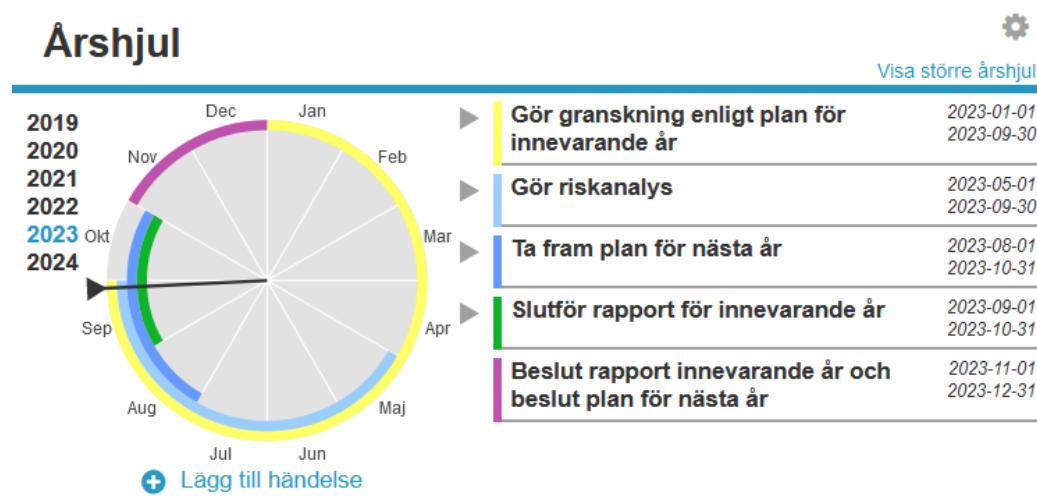 Årshjul
Visa större årshjul
2019
2020
2021
2022
2023
2024
Jan
Feb
Mar
Apr
Maj
Jun
Jul
Aug
Sep
Okt
Nov
Dec
Lägg till händelse
Gör granskning enligt plan för
innevarande år
2023-01-01
2023-09-30
Gör riskanalys
2023-05-01
2023-09-30
Ta fram plan för nästa år
2023-08-01
2023-10-31
Slutför rapport för innevarande år
2023-09-01
2023-10-31
Beslut rapport innevarande år och
beslut plan för nästa år
2023-11-01
2023-12-31